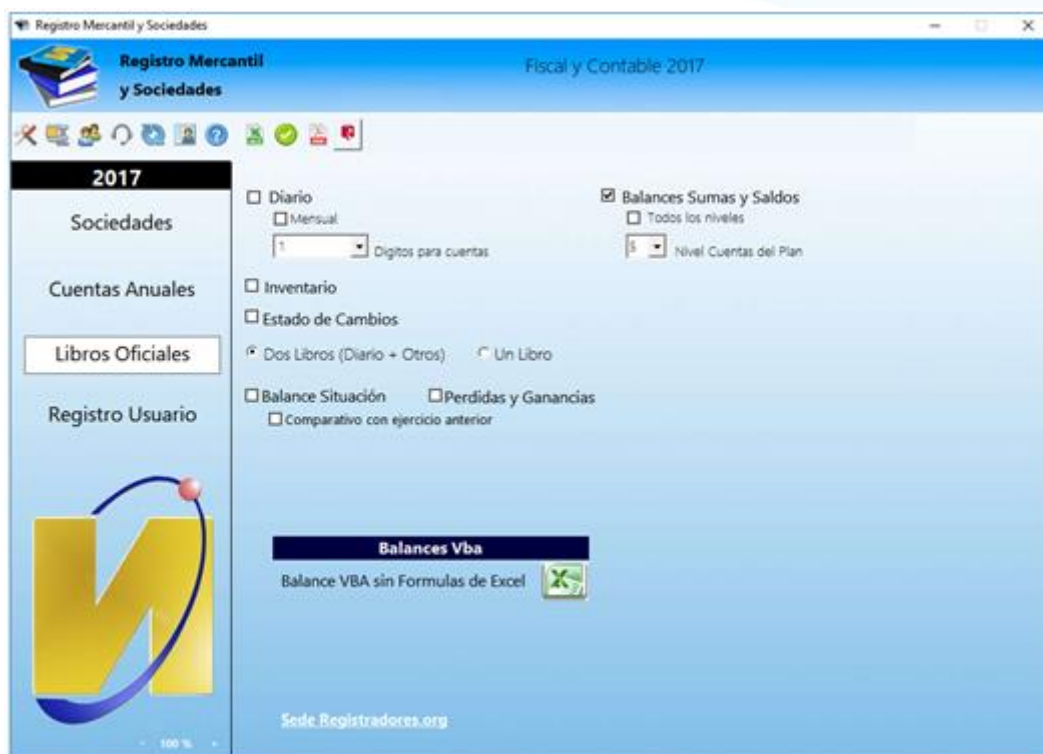 Registro Mercantil y Sociedades
Registro Mercantil
y Sociedades
Fiscal y Contable 2017
2017
Sociedades
Cuentas Anuales
Libros Oficiales
Registro Usuario
Diario
Mensual
1 Digitos para cuentas
Balances Sumas y Saldos
Todos los niveles
5 Nivel Cuentas del Plan
Inventario
Estado de Cambios
Dos Libros (Diario + Otros) Un Libro
Balance Situación Perdidas y Ganancias
Comparativo con ejercicio anterior
Balances Vba
Balance VBA sin Formulas de Excel
Sede Registradores.org
- 100 % +